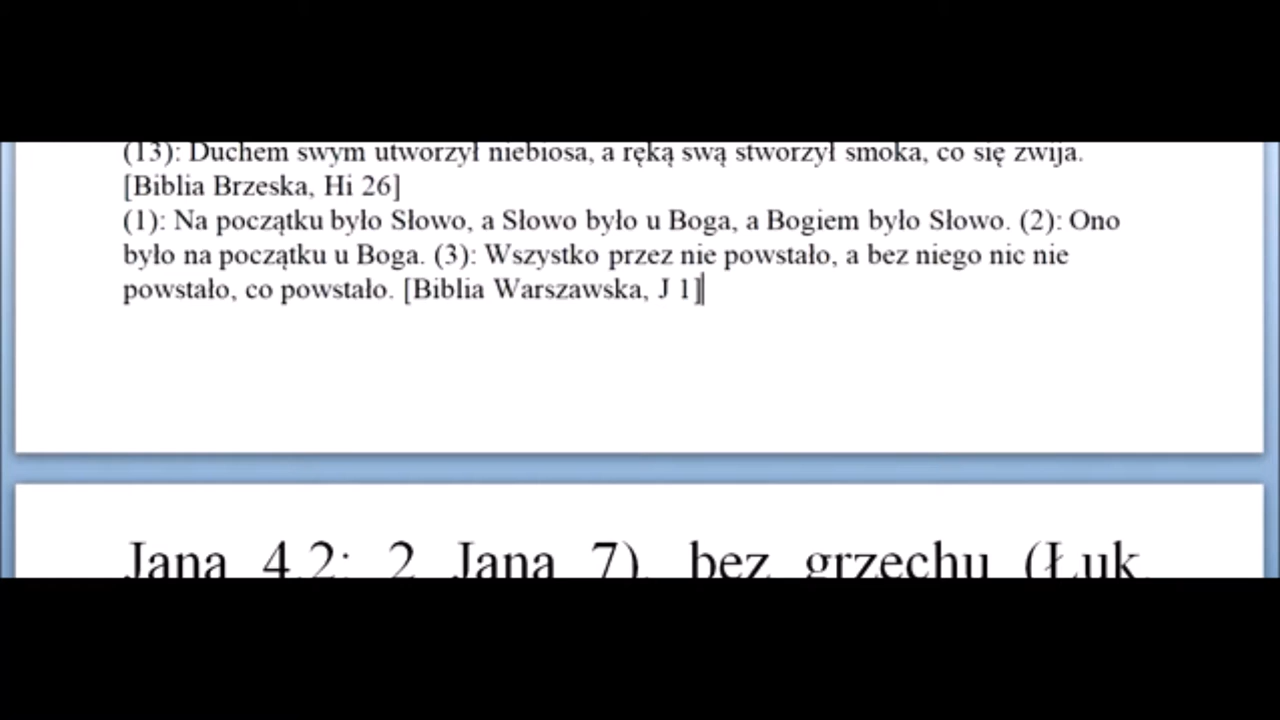 (13): Duchem swym utworzył niebiosa, a ręką swą stworzył smoka, co się zwija.
[Biblia Brzeska, Hi 26]
(1): Na początku było Słowo, a Słowo było u Boga, a Bogiem było Słowo. (2): Ono
było na początku u Boga. (3): Wszystko przez nie powstało, a bez niego nic nie
powstało, co powstało. [Biblia Warszawska, J 1]
Jana 4.2; 2 Jana 7), bez grzechu (Łuk.